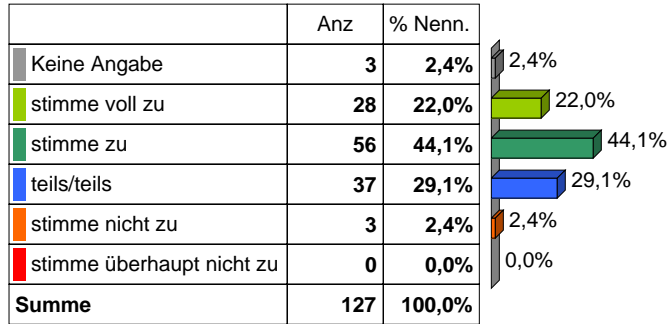 Anz % Nenn.
Keine Angabe 3 2,4% 2,4%
stimme voll zu 28 22,0% 22,0%
stimme zu 56 44,1% 44,1%
teils/teils 37 29,1% 29,1%
stimme nicht zu 3 2,4% 2,4%
stimme überhaupt nicht zu 0 0,0% 0,0%
Summe 127 100,0%